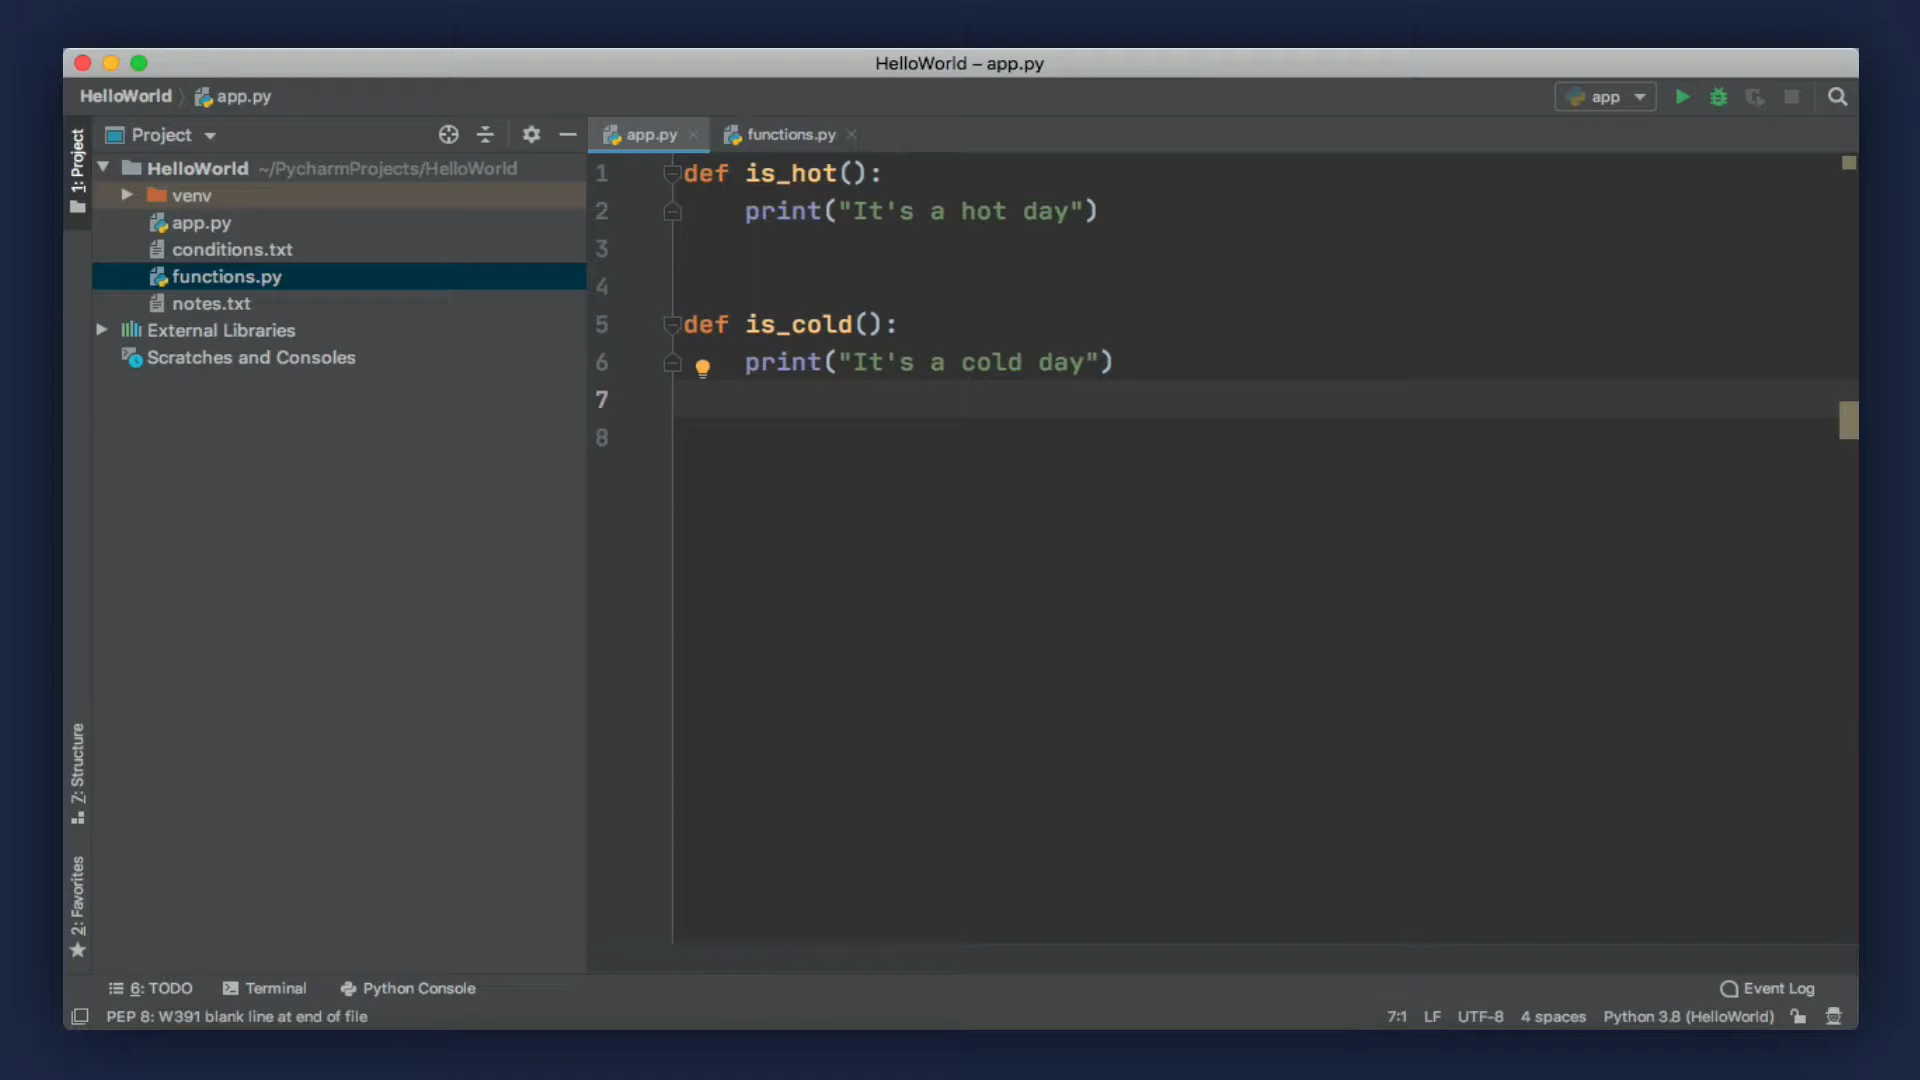 HelloWorld – app.py
HelloWorld app.py
app
1: Project
Project
app.py
functions.py
HelloWorld ~/PycharmProjects/HelloWorld
venv
app.py
conditions.txt
functions.py
notes.txt
External Libraries
Scratches and Consoles
1 def is_hot():
2     print("It's a hot day")
3
4
5 def is_cold():
6     print("It's a cold day")
7
8
Z: Structure
2: Favorites
6: TODO
Terminal
Python Console
Event Log
PEP 8: W391 blank line at end of file
7:1 LF UTF-8 4 spaces Python 3.8 (HelloWorld)